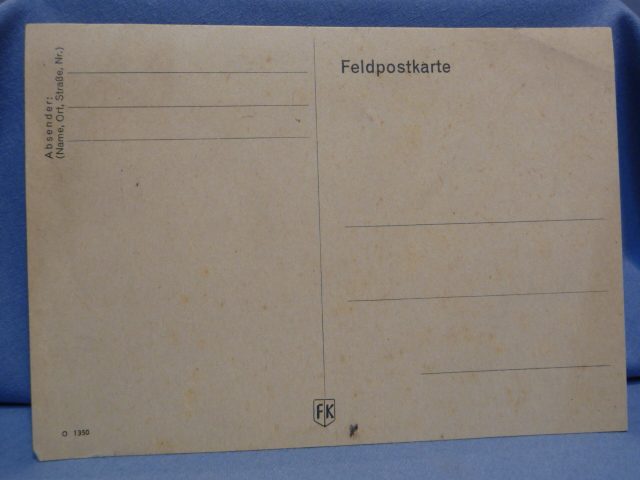 Absender:
(Name, Ort, Straße, Nr.)
Feldpostkarte
FK
O 1350